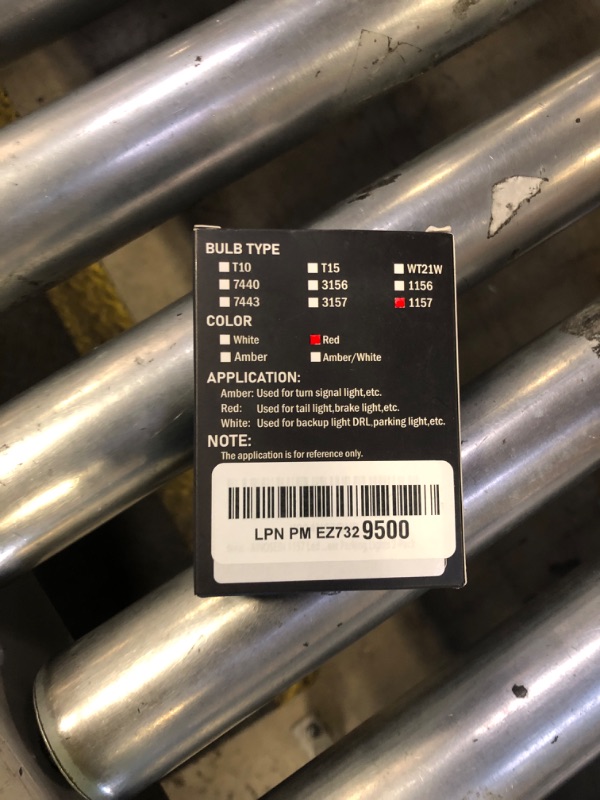 BULB TYPE
T10 T15 WT21W
7440 3156 1156
7443 3157 1157
COLOR
White Red
Amber Amber/White
APPLICATION:
Amber: Used for turn signal light,etc.
Red: Used for tail light,brake light,etc.
White: Used for backup light DRL,parking light,etc.
NOTE:
The application is for reference only.
LPN PM EZ7329500